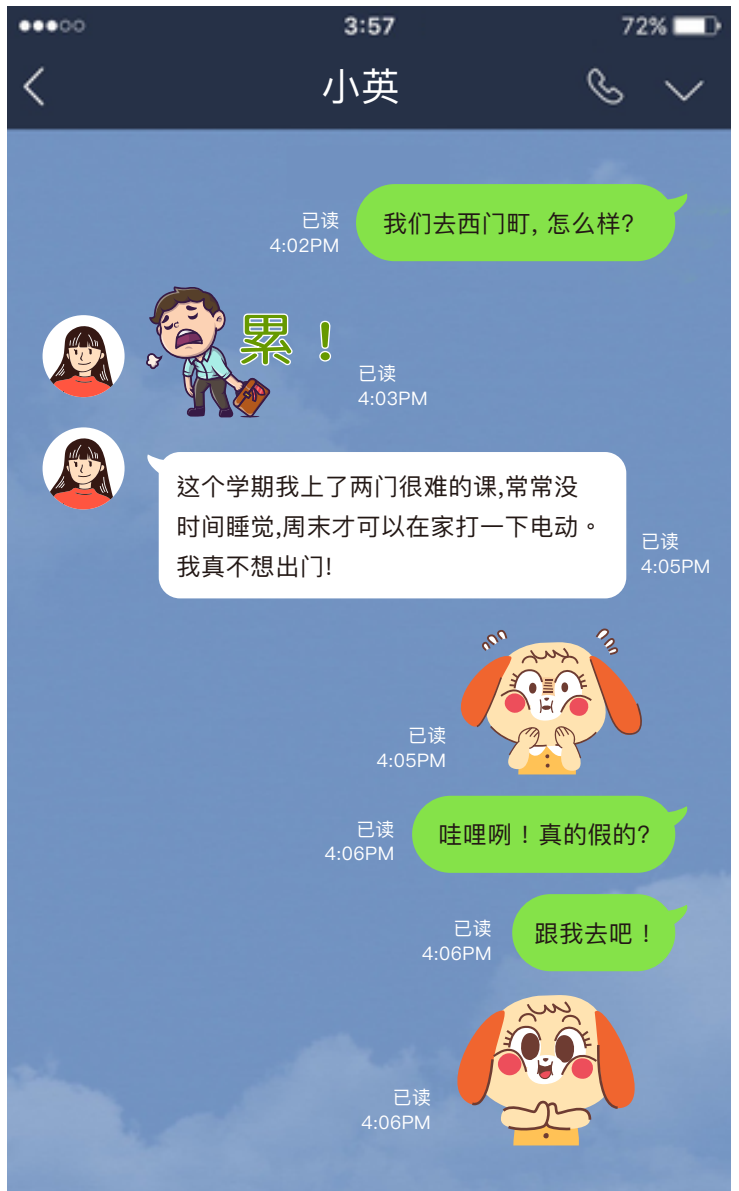 3:57
72%
小英
我们去西门町, 怎么样?
已读
4:02PM
累！
已读
4:03PM
这个学期我上了两门很难的课,常常没
时间睡觉,周末才可以在家打一下电动。
我真不想出门!
已读
4:05PM
已读
4:05PM
哇哩咧！真的假的?
已读
4:06PM
跟我去吧！
已读
4:06PM
已读
4:06PM